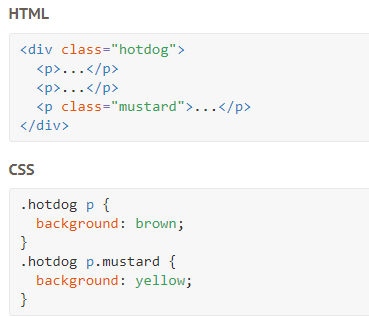 HTML
<div class="hotdog">
  <p>...</p>
  <p>...</p>
  <p class="mustard">...</p>
</div>
CSS
.hotdog p {
  background: brown;
}
.hotdog p.mustard {
  background: yellow;
}